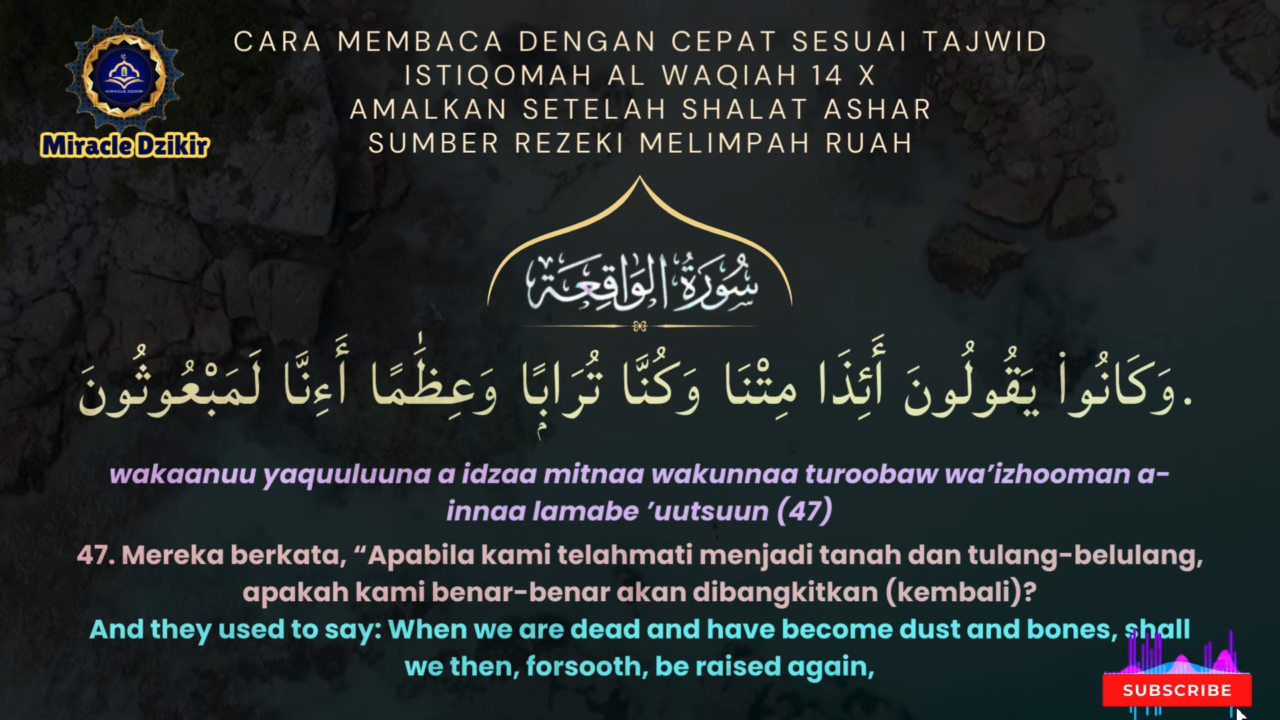 CARA MEMBACA DENGAN CEPAT SESUAI TAJWID
ISTIQOMAH AL WAQIAH 14 X
AMALKAN SETELAH SHALAT ASHAR
SUMBER REZEKI MELIMPAH RUAH
MIRACLE DZIKIR
Miracle Dzikir
سُورَةُ الوَاقِعَة
وَكَانُوا۟ يَقُولُونَ أَئِذَا مِتْنَا وَكُنَّا تُرَابًۭا وَعِظَٰمًا أَءِنَّا لَمَبْعُوثُونَ.
wakaanuu yaquuluuna a idzaa mitnaa wakunnaa turoobaw wa’izhooman a-
innaa lamabe ’uutsuun (47)
47. Mereka berkata, “Apabila kami telahmati menjadi tanah dan tulang-belulang,
apakah kami benar-benar akan dibangkitkan (kembali)?
And they used to say: When we are dead and have become dust and bones, shall
we then, forsooth, be raised again,
SUBSCRIBE